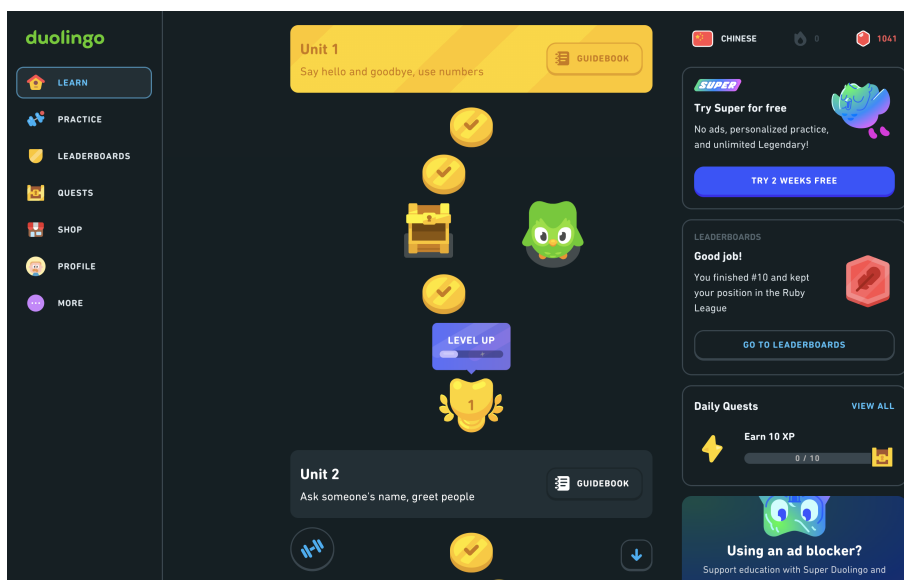 duolingo
LEARN
PRACTICE
LEADERBOARDS
QUESTS
SHOP
PROFILE
MORE
Unit 1
Say hello and goodbye, use numbers
GUIDEBOOK
LEVEL UP
1
Unit 2
Ask someone's name, greet people
GUIDEBOOK
CHINESE
0
1041
SUPER
Try Super for free
No ads, personalized practice,
and unlimited Legendary!
TRY 2 WEEKS FREE
LEADERBOARDS
Good job!
You finished #10 and kept
your position in the Ruby
League
GO TO LEADERBOARDS
Daily Quests
VIEW ALL
Earn 10 XP
0 / 10
Using an ad blocker?
Support education with Super Duolingo and